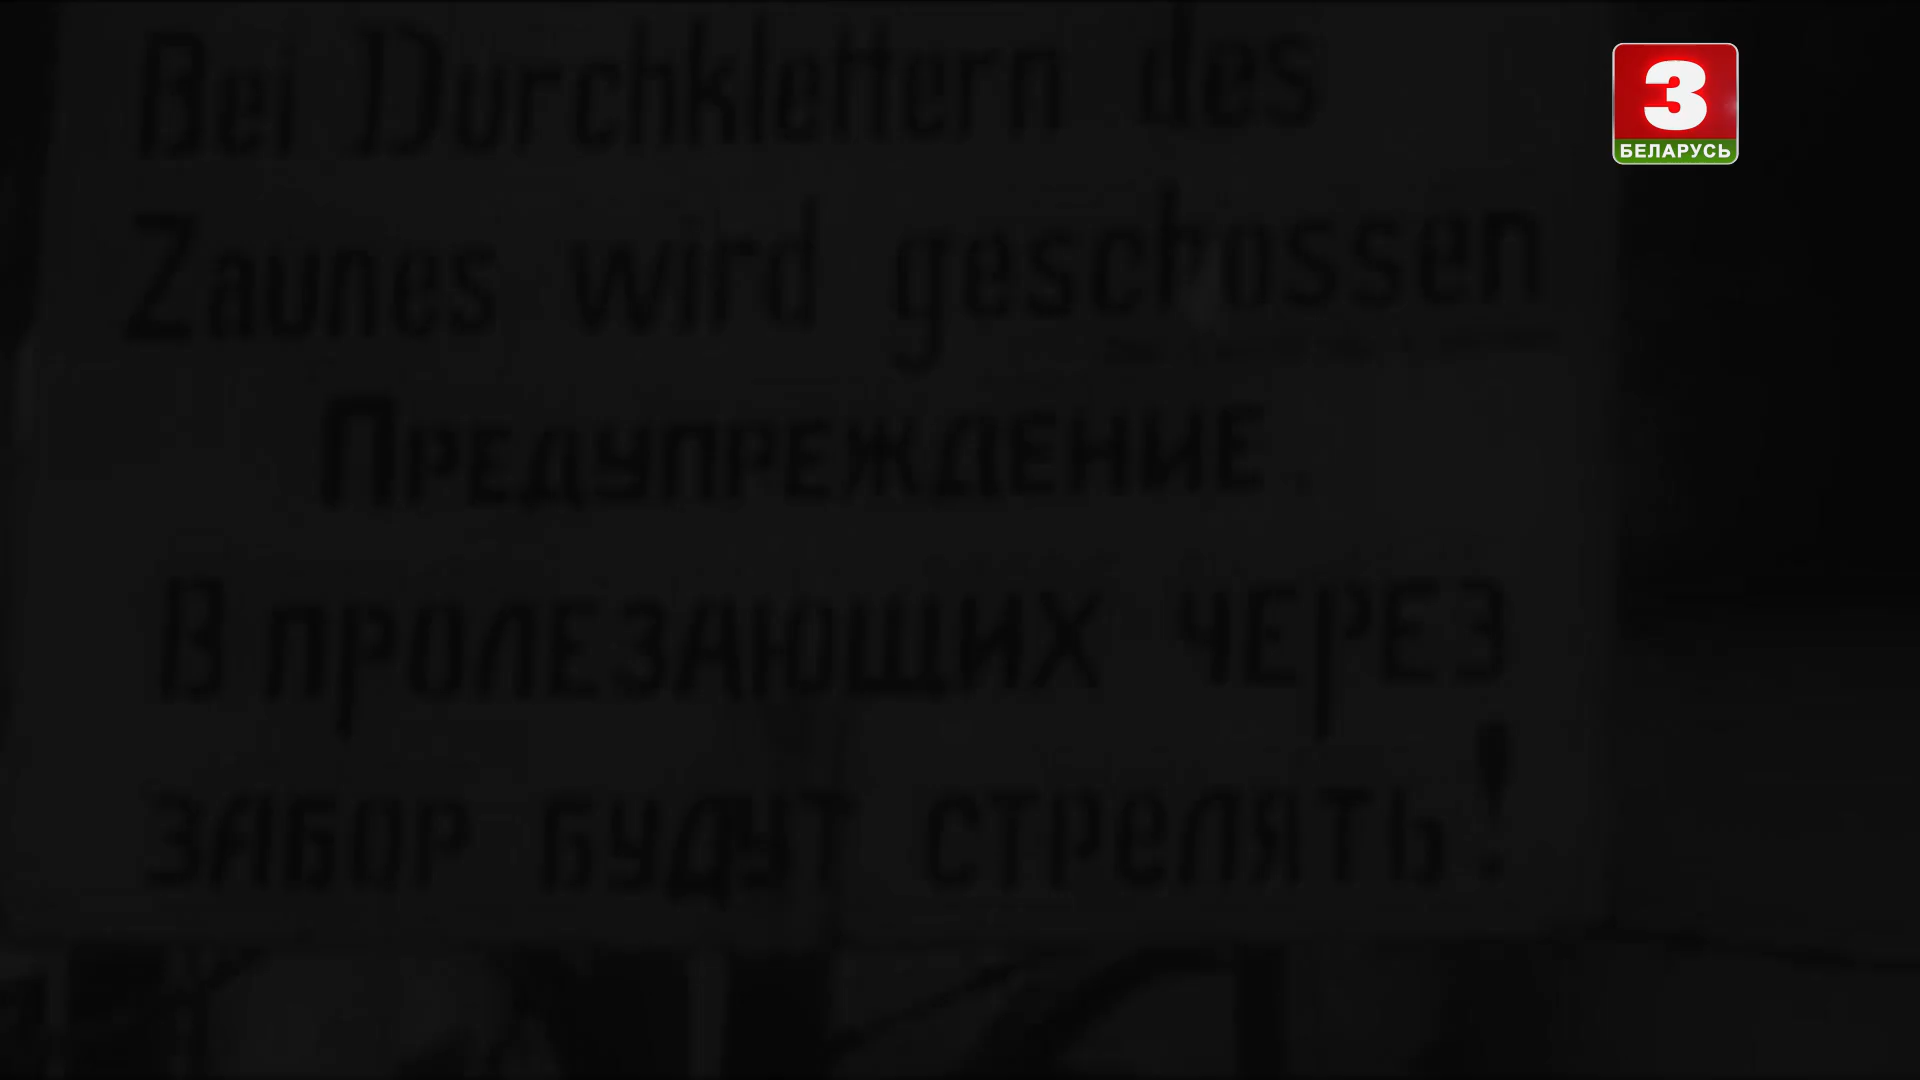 Bei Durchklettern des
Zaunes wird geschossen
ПРЕДУПРЕЖДЕНИЕ.
В ПРОЛЕЗАЮЩИХ ЧЕРЕЗ
ЗАБОР БУДУТ СТРЕЛЯТЬ!
3
БЕЛАРУСЬ